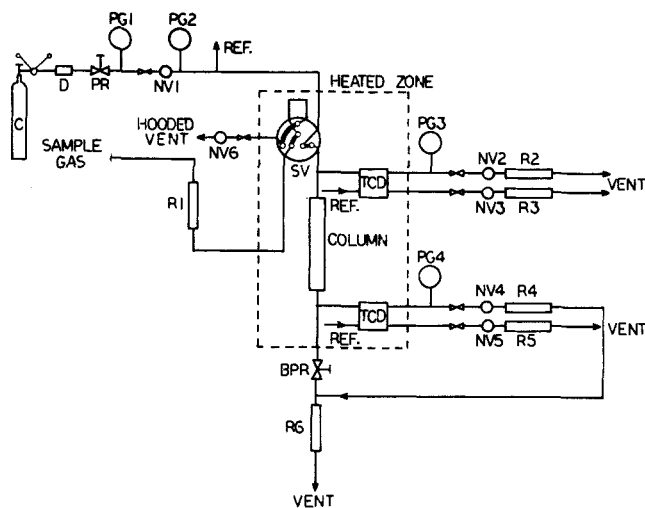 PG1 PG2
REF.
D PR NV1
C
HEATED ZONE
HOODED
VENT
NV6
SV
SAMPLE
GAS
R1
PG3
NV2 R2
TCD
VENT
REF.
NV3 R3
COLUMN
PG4
NV4 R4
TCD
VENT
REF.
NV5 R5
BPR
R6
VENT